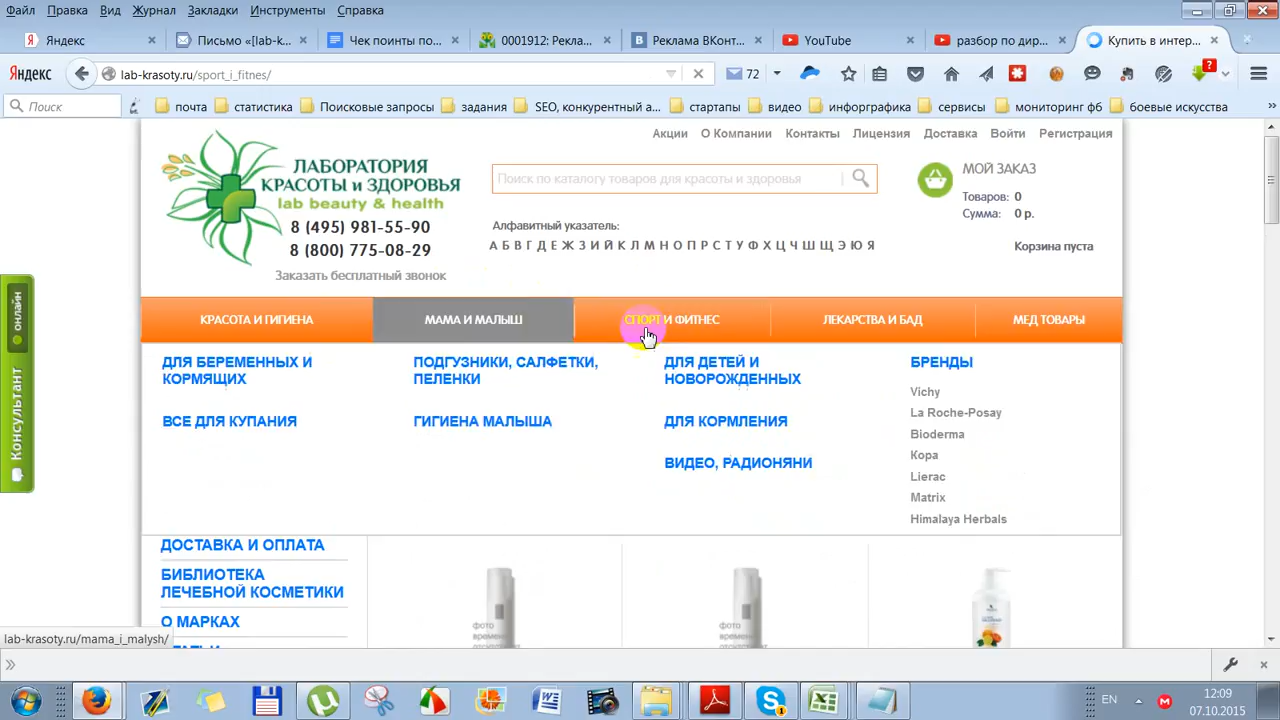 Файл Правка Вид Журнал Закладки Инструменты Справка
Яндекс
Письмо «[lab-k...
Чек поинты по...
0001912: Рекла...
Реклама ВКонт...
YouTube
разбор по дир...
Купить в интер...
Яндекс
lab-krasoty.ru/sport_i_fitnes/
72
?
Поиск
почта
статистика
Поисковые запросы
задания
SEO, конкурентный а...
стартапы
видео
инфорграфика
сервисы
мониторинг фб
боевые искусства
Акции О Компании Контакты Лицензия Доставка Войти Регистрация
ЛАБОРАТОРИЯ
КРАСОТЫ и ЗДОРОВЬЯ
lab beauty & health
8 (495) 981-55-90
8 (800) 775-08-29
Заказать бесплатный звонок
Поиск по каталогу товаров для красоты и здоровья
Алфавитный указатель:
А Б В Г Д Е Ж З И Й К Л М Н О П Р С Т У Ф Х Ц Ч Ш Щ Э Ю Я
МОЙ ЗАКАЗ
Товаров: 0
Сумма: 0 р.
Корзина пуста
онлайн
Консультант
КРАСОТА И ГИГИЕНА
МАМА И МАЛЫШ
СПОРТ И ФИТНЕС
ЛЕКАРСТВА И БАД
МЕД ТОВАРЫ
ДЛЯ БЕРЕМЕННЫХ И
КОРМЯЩИХ
ВСЕ ДЛЯ КУПАНИЯ
ПОДГУЗНИКИ, САЛФЕТКИ,
ПЕЛЕНКИ
ГИГИЕНА МАЛЫША
ДЛЯ ДЕТЕЙ И
НОВОРОЖДЕННЫХ
ДЛЯ КОРМЛЕНИЯ
ВИДЕО, РАДИОНЯНИ
БРЕНДЫ
Vichy
La Roche-Posay
Bioderma
Кора
Lierac
Matrix
Himalaya Herbals
ДОСТАВКА И ОПЛАТА
БИБЛИОТЕКА
ЛЕЧЕБНОЙ КОСМЕТИКИ
О МАРКАХ
фото
времен
фото
времен
lab-krasoty.ru/mama_i_malysh/
EN
12:09
07.10.2015